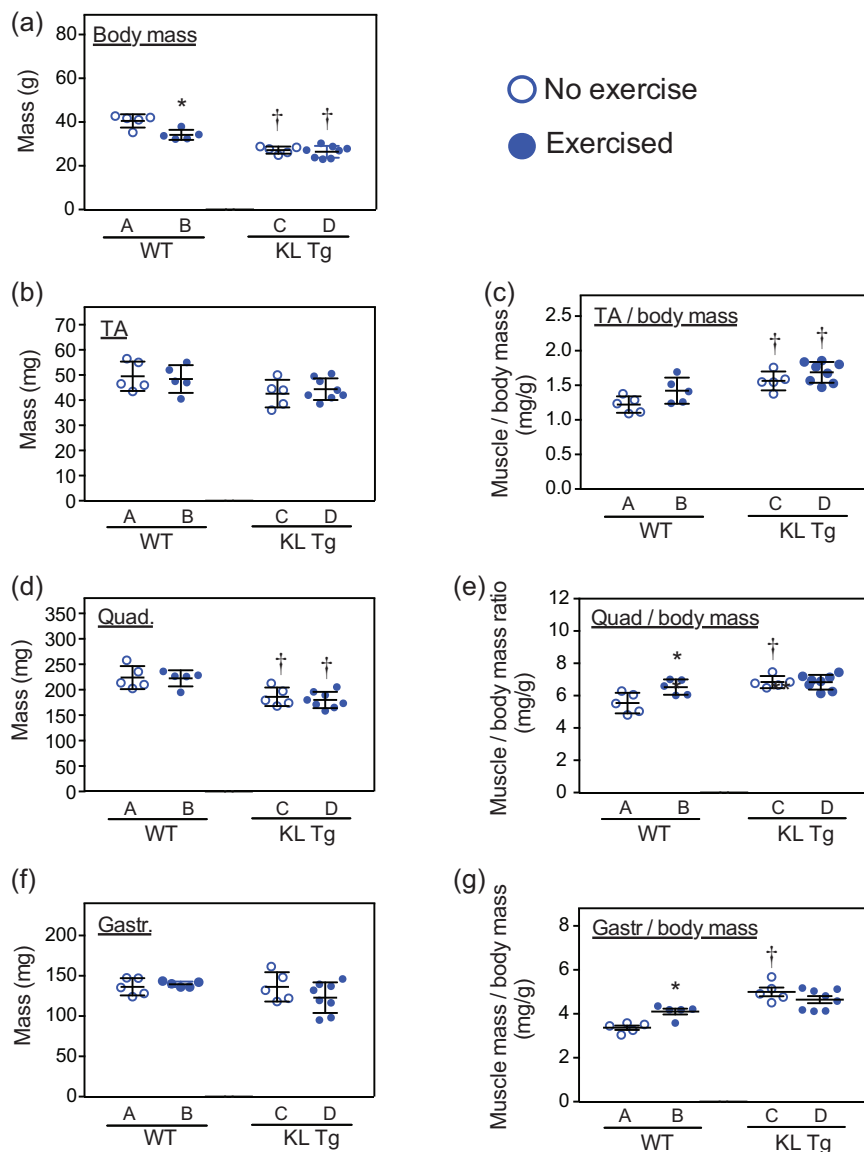 (a)
Body mass
Mass (g)
80
60
40
20
0
*
†
†
A
B
C
D
WT
KL Tg
No exercise
Exercised
(b)
TA
Mass (mg)
70
60
50
40
30
20
10
0
A
B
C
D
WT
KL Tg
(c)
TA / body mass
Muscle / body mass
(mg/g)
2.5
2.0
1.5
1.0
0.5
0.0
†
†
A
B
C
D
WT
KL Tg
(d)
Quad.
Mass (mg)
350
300
250
200
150
100
50
0
†
†
A
B
C
D
WT
KL Tg
(e)
Quad / body mass
Muscle / body mass ratio
(mg/g)
12
10
8
6
4
2
0
*
†
A
B
C
D
WT
KL Tg
(f)
Gastr.
Mass (mg)
200
150
100
50
0
A
B
C
D
WT
KL Tg
(g)
Gastr / body mass
Muscle mass / body mass
(mg/g)
8
6
4
2
0
*
†
A
B
C
D
WT
KL Tg